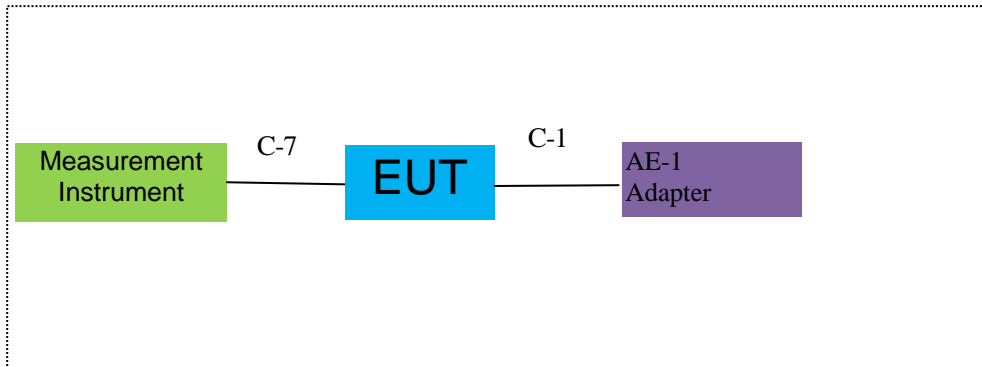 C-7
C-1
Measurement
Instrument
EUT
AE-1
Adapter